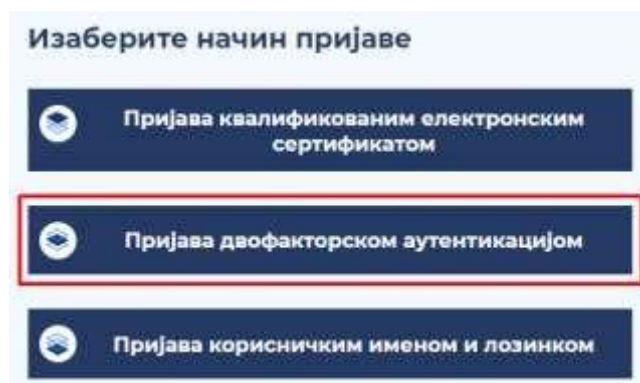 Изаберите начин пријаве
Пријава квалификованим електронским
сертификатом
Пријава двофакторском аутентикацијом
Пријава корисничким именом и лозинком